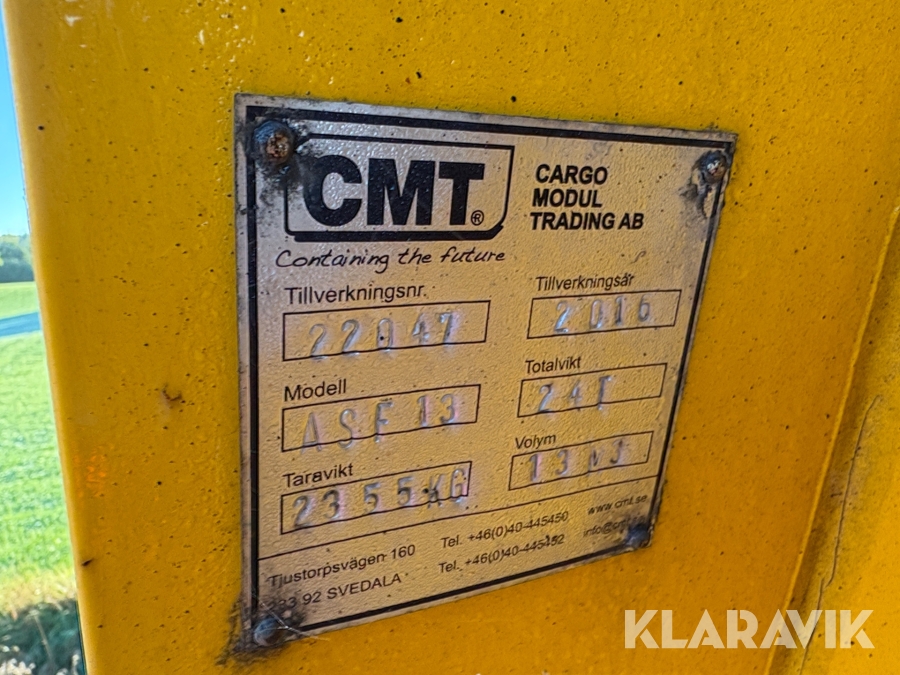 CMT®
CARGO
MODUL
TRADING AB
Containing the future
Tillverkningsnr.
22047
Tillverkningsår
2016
Modell
ASF 13
Totalvikt
24T
Taravikt
2355KG
Volym
13M3
Tjustorpsvägen 160
Tel. +46(0)40-445450
www.cmt.se
92 SVEDALA
Tel. +46(0)40-445452
KLARAVIK